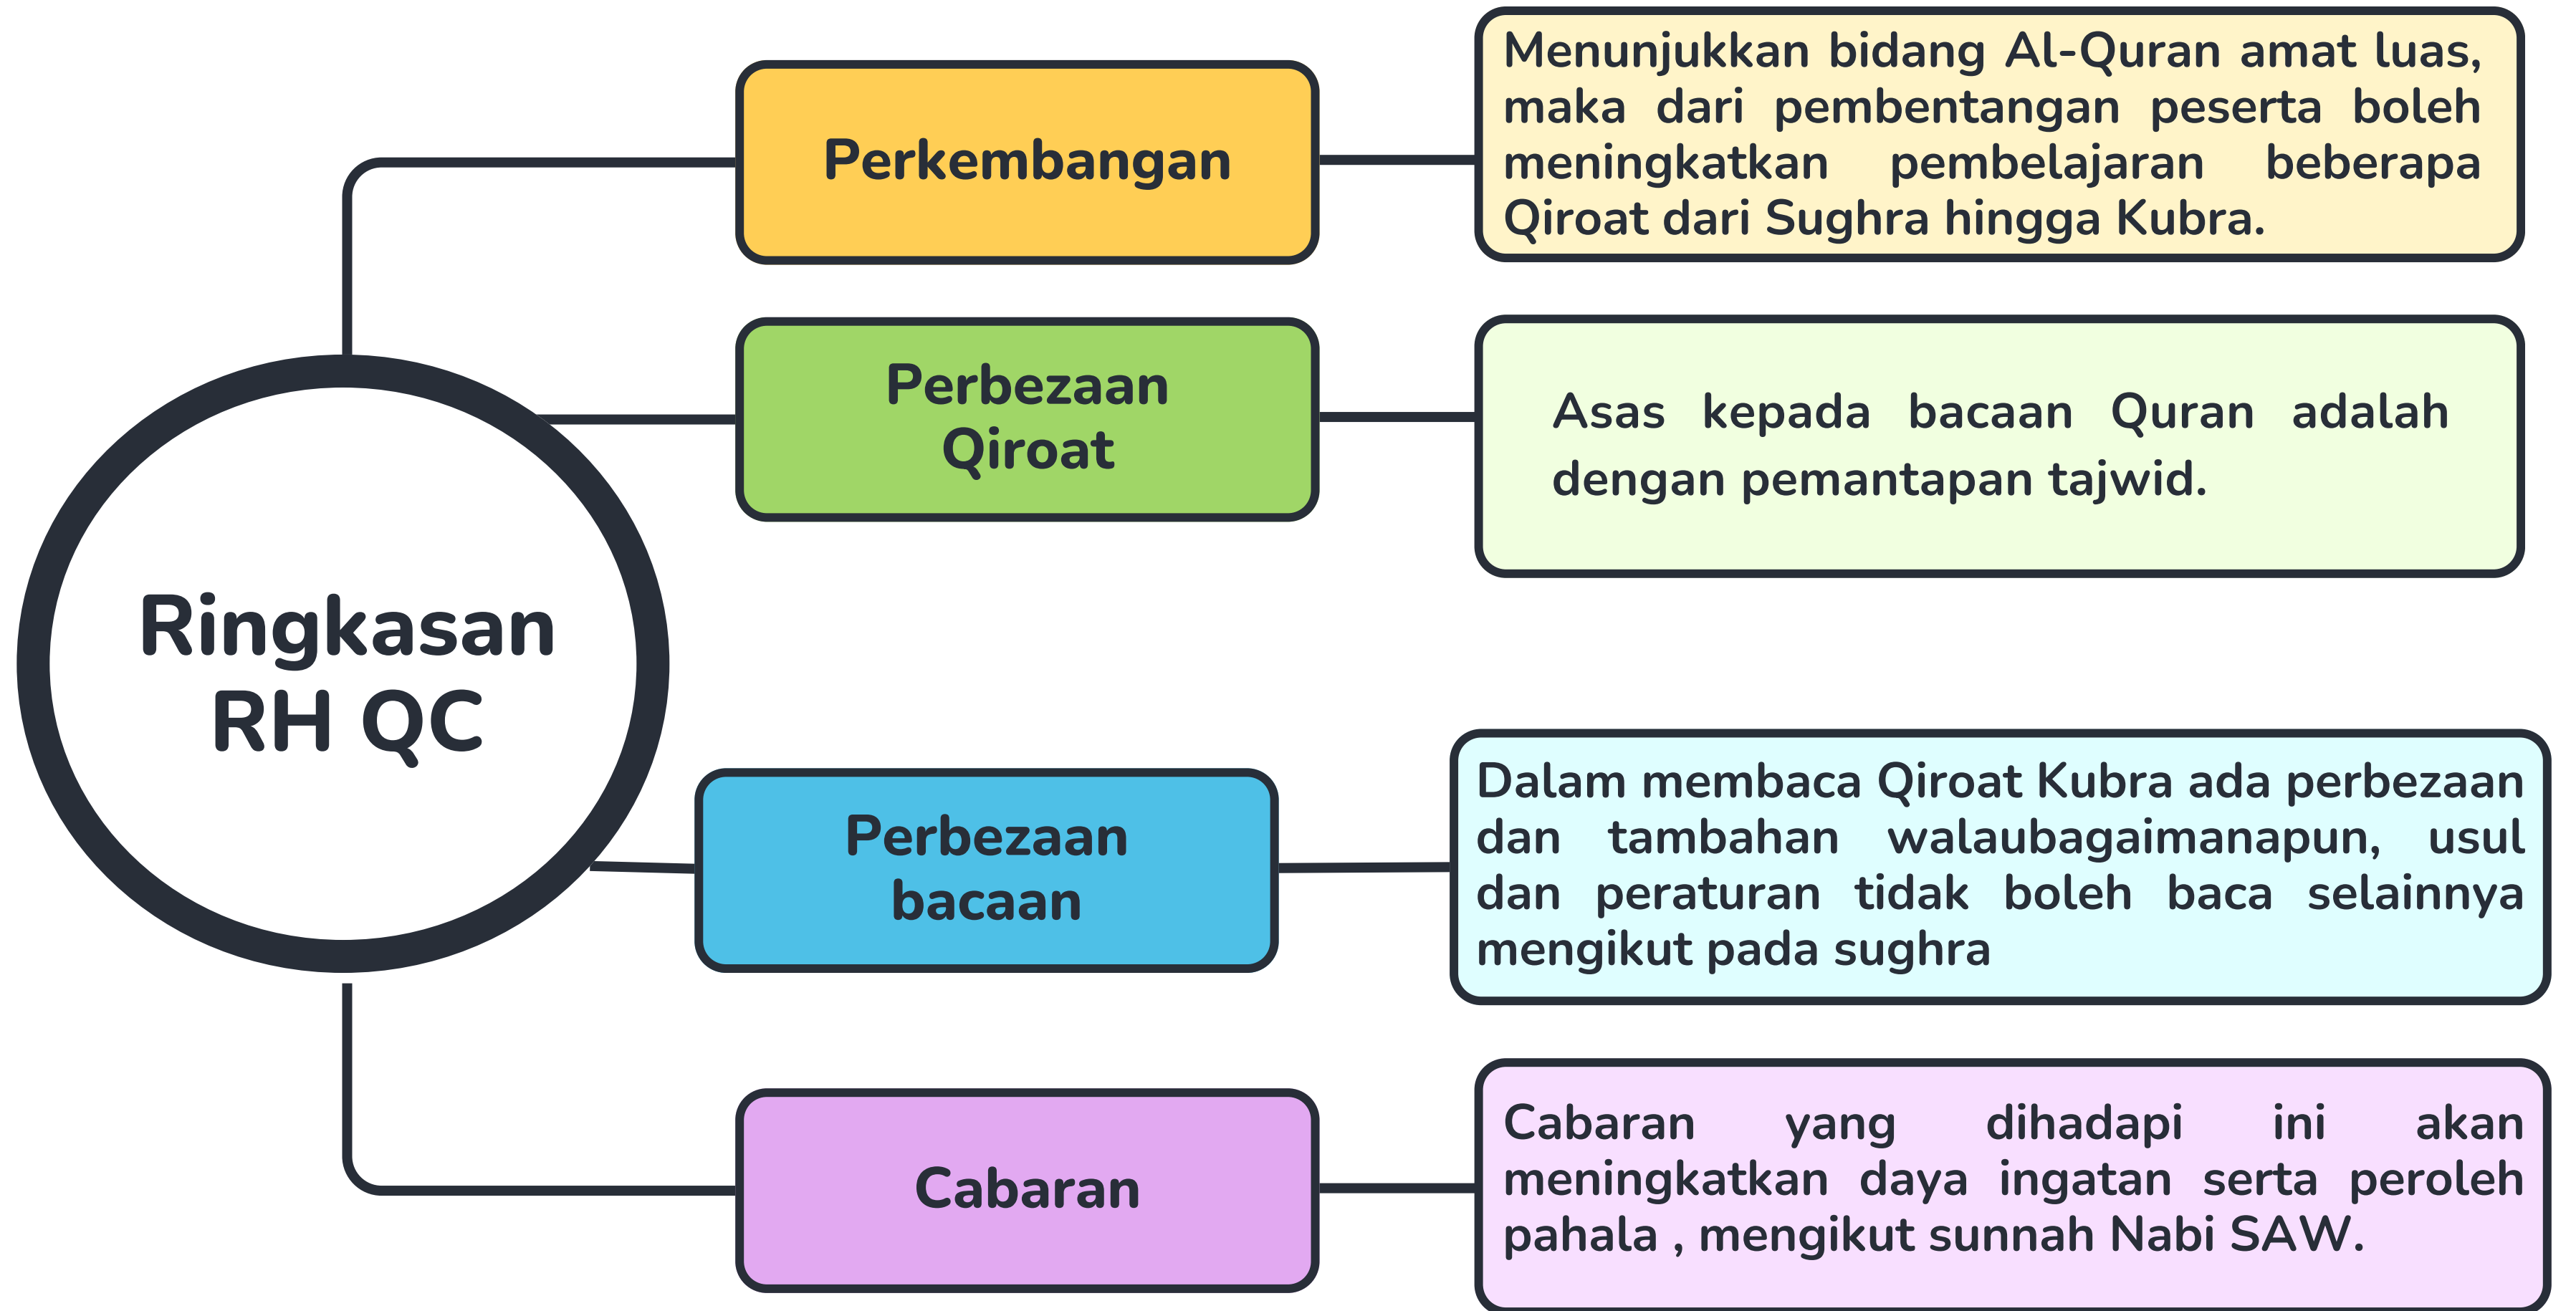 Ringkasan
RH QC
Perkembangan
Menunjukkan bidang Al-Quran amat luas,
maka dari pembentangan peserta boleh
meningkatkan pembelajaran beberapa
Qiroat dari Sughra hingga Kubra.
Perbezaan
Qiroat
Asas kepada bacaan Quran adalah
dengan pemantapan tajwid.
Perbezaan
bacaan
Dalam membaca Qiroat Kubra ada perbezaan
dan tambahan walaubagaimanapun, usul
dan peraturan tidak boleh baca selainnya
mengikut pada sughra
Cabaran
Cabaran yang dihadapi ini akan
meningkatkan daya ingatan serta peroleh
pahala , mengikut sunnah Nabi SAW.